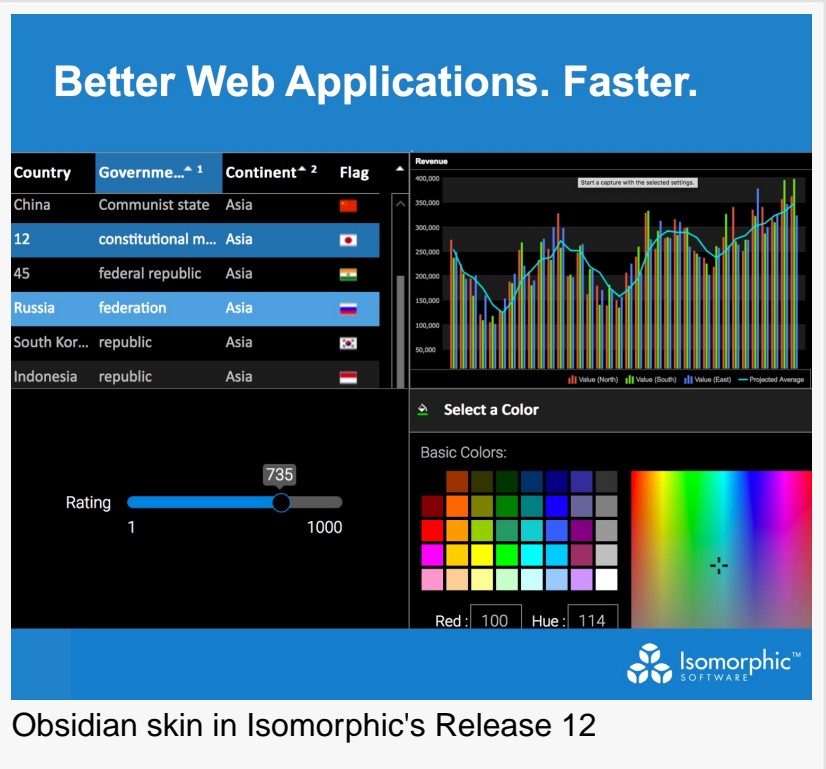 Better Web Applications. Faster.
Country Governme... 1 Continent 2 Flag
China Communist state Asia
12 constitutional m... Asia
45 federal republic Asia
Russia federation Asia
South Kor... republic Asia
Indonesia republic Asia
Revenue
Start a capture with the selected settings.
400,000
350,000
300,000
250,000
200,000
150,000
100,000
50,000
Value (North) Value (South) Value (East) Projected Average
735
Rating
1 1000
Select a Color
Basic Colors:
Red : 100 Hue : 114
Isomorphic™
SOFTWARE
Obsidian skin in Isomorphic's Release 12